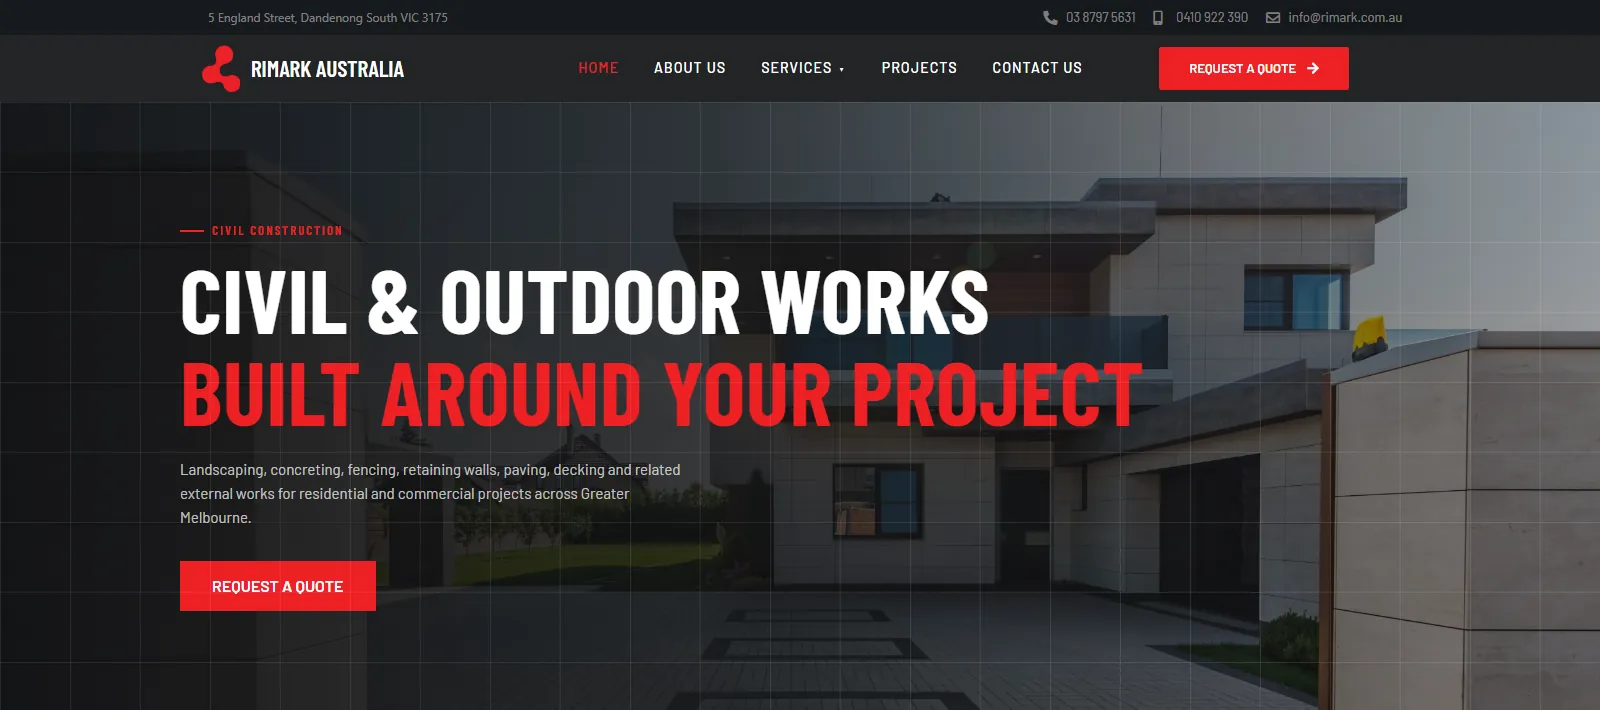 5 England Street, Dandenong South VIC 3175
03 8797 5631
0410 922 390
info@rimark.com.au
RIMARK AUSTRALIA
HOME
ABOUT US
SERVICES
PROJECTS
CONTACT US
REQUEST A QUOTE
CIVIL CONSTRUCTION
CIVIL & OUTDOOR WORKS
BUILT AROUND YOUR PROJECT
Landscaping, concreting, fencing, retaining walls, paving, decking and related
external works for residential and commercial projects across Greater
Melbourne.
REQUEST A QUOTE